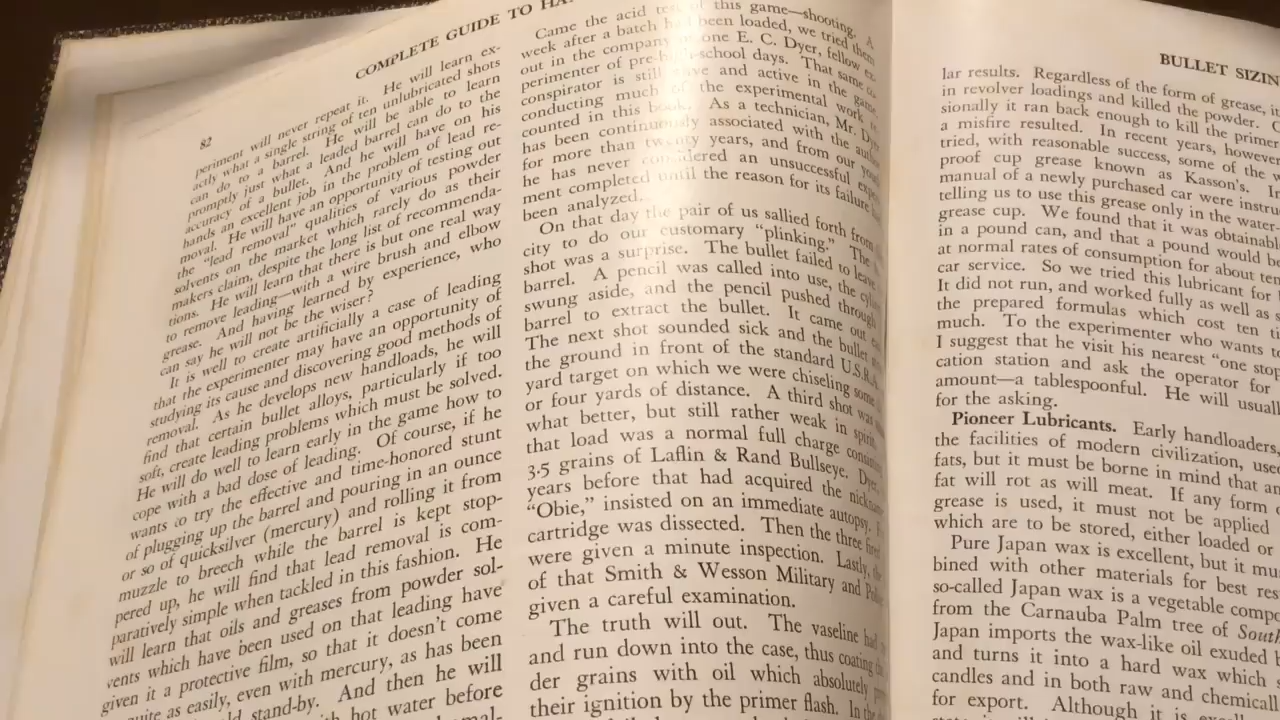 COMPLETE GUIDE TO
82
periment will never repeat it. He will learn ex-
actly what a single string of ten unlubricated shots
can do to a barrel. He will be able to learn
promptly just what a leaded barrel can do to the
accuracy of a bullet. And he will have on his
hands an excellent job in the problem of lead re-
moval. He will have an opportunity of testing out
the "lead removal" qualities of various powder
solvents on the market which rarely do as their
makers claim, despite the long list of recommenda-
tions. He will learn that there is but one real way
to remove leading—with a wire brush and elbow
grease. And having learned by experience, who
can say he will not be the wiser?
It is well to create artificially a case of leading
that the experimenter may have an opportunity of
studying its cause and discovering good methods of
removal. As he develops new handloads, he will
find that certain bullet alloys, particularly if too
soft, create leading problems which must be solved.
He will do well to learn early in the game how to
cope with a bad dose of leading. Of course, if he
wants to try the effective and time-honored stunt
of plugging up the barrel and pouring in an ounce
or so of quicksilver (mercury) and rolling it from
muzzle to breech while the barrel is kept stop-
pered up, he will find that lead removal is com-
paratively simple when tackled in this fashion. He
will learn that oils and greases from powder sol-
vents which have been used on that leading have
given it a protective film, so that it doesn't come
quite as easily, even with mercury, as has been
stand-by. And then he will
hot water before
Came the acid test of this game—shooting. A
week after a batch had been loaded, we tried them
out in the company one E. C. Dyer, fellow ex-
perimenter of pre-high-school days. That same co-
conspirator is still and active in the game,
conducting much of the experimental work
counted in this book. As a technician, Mr.
has been continuously associated with the
for more than twenty years, and from our
he has never considered an unsuccessful
ment completed until the reason for its failure
been analyzed.
On that day the pair of us sallied forth from
city to do our customary "plinking." The
shot was a surprise. The bullet failed to leave
barrel. A pencil was called into use, the
swung aside, and the pencil pushed through
barrel to extract the bullet. It came out
The next shot sounded sick and the bullet
the ground in front of the standard U.S.R.A.
yard target on which we were chiseling some
or four yards of distance. A third shot was
what better, but still rather weak in
that load was a normal full charge
3.5 grains of Laflin & Rand Bullseye. Dyer,
years before that had acquired the nickname
"Obie," insisted on an immediate autopsy.
cartridge was dissected. Then the three fired
were given a minute inspection. Lastly,
of that Smith & Wesson Military and
given a careful examination.
The truth will out. The vaseline had
and run down into the case, thus coating
der grains with oil which absolutely
their ignition by the primer flash. In
BULLET
lar results. Regardless of the form of grease, it
in revolver loadings and killed the powder.
sionally it ran back enough to kill the primer
a misfire resulted. In recent years, however
tried, with reasonable success, some of the
proof cup grease known as Kasson's.
manual of a newly purchased car were
telling us to use this grease only in the water-
grease cup. We found that it was obtainable
in a pound can, and that a pound would be
at normal rates of consumption for about ten
car service. So we tried this lubricant for
It did not run, and worked fully as well as
the prepared formulas which cost ten
much. To the experimenter who wants to
I suggest that he visit his nearest "one stop
cation station and ask the operator for
amount—a tablespoonful. He will
for the asking.
Pioneer Lubricants. Early handloaders,
the facilities of modern civilization, used
fats, but it must be borne in mind that
fat will rot as will meat. If any form
grease is used, it must not be applied
which are to be stored, either loaded or
Pure Japan wax is excellent, but it must
bined with other materials for best
so-called Japan wax is a vegetable
from the Carnauba Palm tree of South
Japan imports the wax-like oil exuded
and turns it into a hard wax which
candles and in both raw and
for export. Although it is